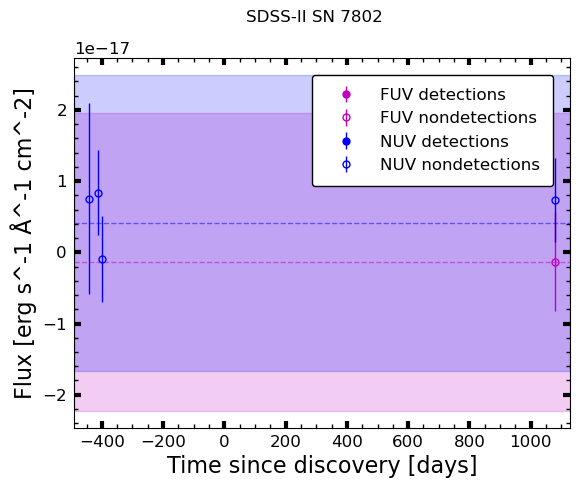 SDSS-II SN 7802
1e−17
FUV detections
FUV nondetections
NUV detections
NUV nondetections
2
1
0
−1
−2
Flux [erg s^-1 Å^-1 cm^-2]
−400 −200 0 200 400 600 800 1000
Time since discovery [days]